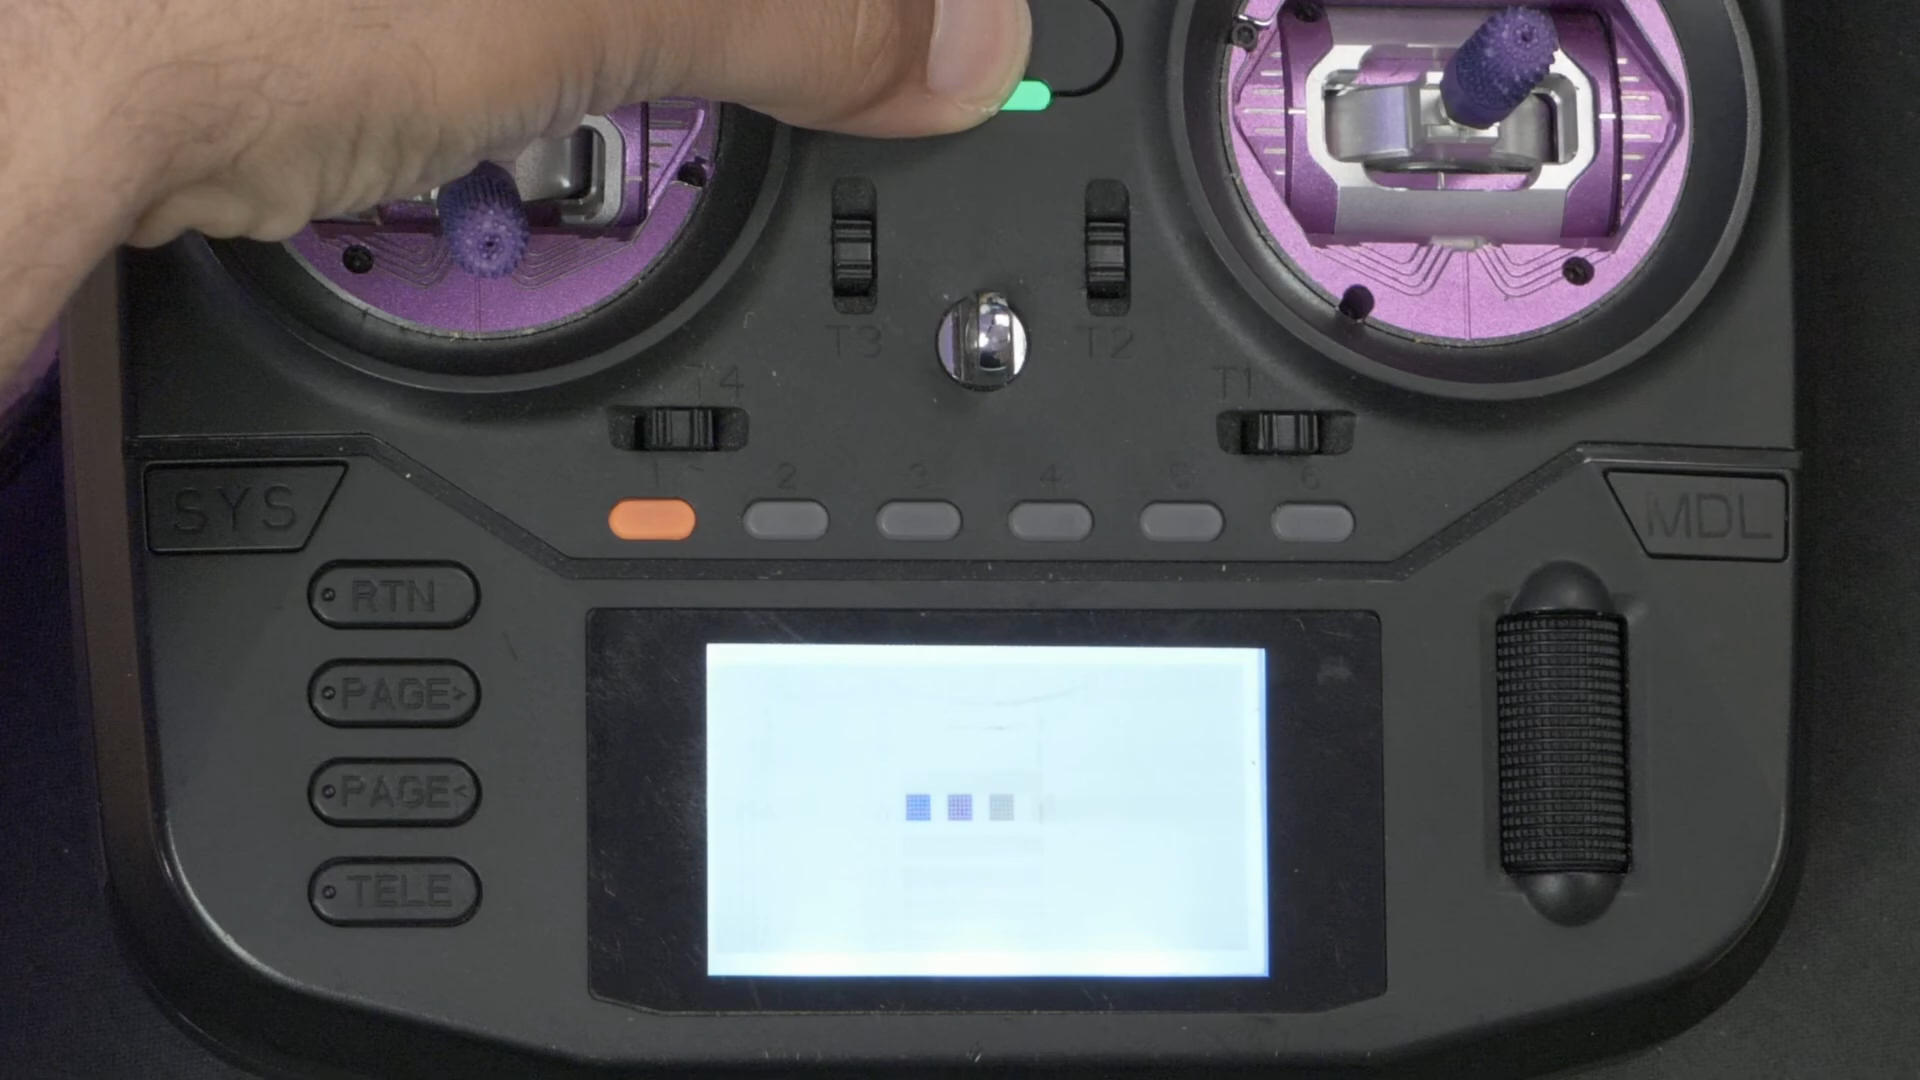 T3 T2
T4 T1
1 2 3 4 5 6
SYS MDL
RTN
PAGE>
PAGE<
TELE